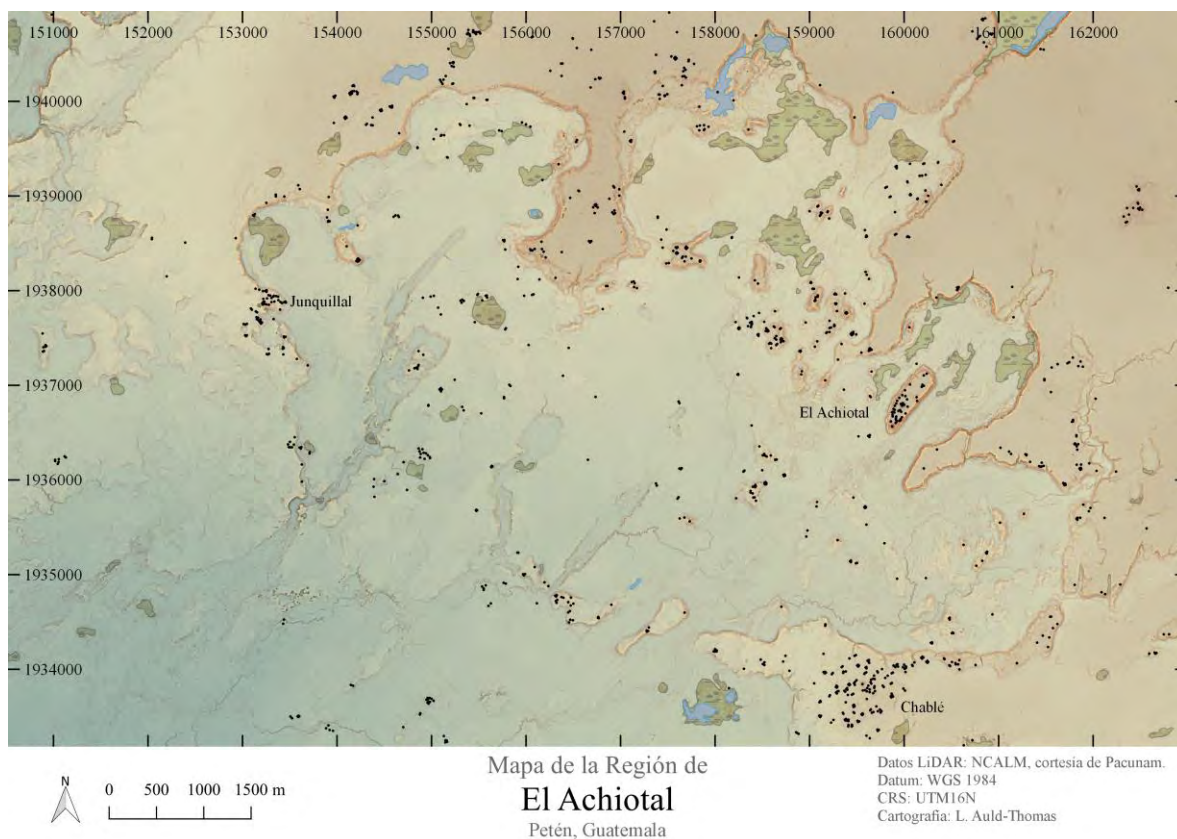 151000 152000 153000 154000 155000 156000 157000 158000 159000 160000 161000 162000
1940000
1939000
1938000
Junquillal
1937000
El Achiotal
1936000
1935000
1934000
Chablé
N
0 500 1000 1500 m
Mapa de la Región de
El Achiotal
Petén, Guatemala
Datos LiDAR: NCALM, cortesia de Pacunam.
Datum: WGS 1984
CRS: UTM16N
Cartografia: L. Auld-Thomas